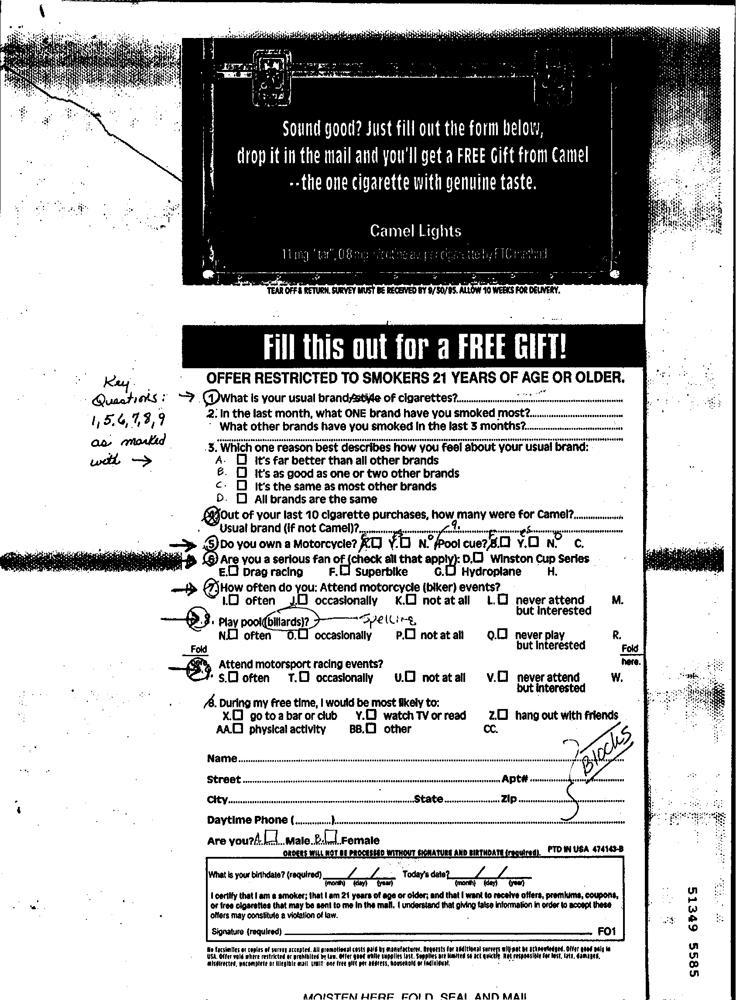 Sound good? Just fill out the form below,
drop it in the mail and you'll get a FREE Gift from Camel
--the one cigarette with genuine taste.
Camel Lights
11 mg. "tar", 0.8 mg. nicotine av. per cigarette by FTC method
TEAR OFF & RETURN. SURVEY MUST BE RECEIVED BY 9/30/95. ALLOW 10 WEEKS FOR DELIVERY.
Fill this out for a FREE GIFT!
OFFER RESTRICTED TO SMOKERS 21 YEARS OF AGE OR OLDER.
Key
Questions:
1, 5, 6, 7, 8, 9
as marked
with →
1 What is your usual brand/style of cigarettes?
2. In the last month, what ONE brand have you smoked most?
What other brands have you smoked in the last 3 months?
3. Which one reason best describes how you feel about your usual brand:
A. □ It's far better than all other brands
B. □ It's as good as one or two other brands
C. □ It's the same as most other brands
D. □ All brands are the same
4 Out of your last 10 cigarette purchases, how many were for Camel?
Usual brand (if not Camel)?
5 Do you own a Motorcycle? A.□ Y.□ N. Pool cue? B.□ Y.□ N. C.
6 Are you a serious fan of (check all that apply): D.□ Winston Cup Series
E.□ Drag racing F.□ Superbike G.□ Hydroplane H.
7 How often do you: Attend motorcycle (biker) events?
I.□ often J.□ occasionally K.□ not at all L.□ never attend M.
but interested
8. Play pool (billards)? Spelling
N.□ often O.□ occasionally P.□ not at all Q.□ never play R.
but interested
Fold here. Fold here.
9. Attend motorsport racing events?
S.□ often T.□ occasionally U.□ not at all V.□ never attend W.
but interested
8. During my free time, I would be most likely to:
X.□ go to a bar or club Y.□ watch TV or read Z.□ hang out with friends
AA.□ physical activity BB.□ other CC.
Blocks
Name
Street Apt#
City State Zip
Daytime Phone ( )
Are you? A.□ Male B.□ Female
ORDERS WILL NOT BE PROCESSED WITHOUT SIGNATURE AND BIRTHDATE (required). PTD IN USA 474143-B
What is your birthdate? (required) / / Today's date? / /
(month) (day) (year) (month) (day) (year)
I certify that I am a smoker; that I am 21 years of age or older; and that I want to receive offers, premiums, coupons,
or free cigarettes that may be sent to me in the mail. I understand that giving false information in order to accept these
offers may constitute a violation of law.
Signature (required) FO1
No facsimiles or copies of survey accepted. All promotional costs paid by manufacturer. Requests for additional surveys will not be acknowledged. Offer good only in
USA. Offer void where restricted or prohibited by law. Offer good while supplies last. Supplies are limited so act quickly. Not responsible for lost, late, damaged,
misdirected, incomplete or illegible mail. LIMIT: one free gift per address, household or individual.
51349 5585
MOISTEN HERE, FOLD, SEAL AND MAIL